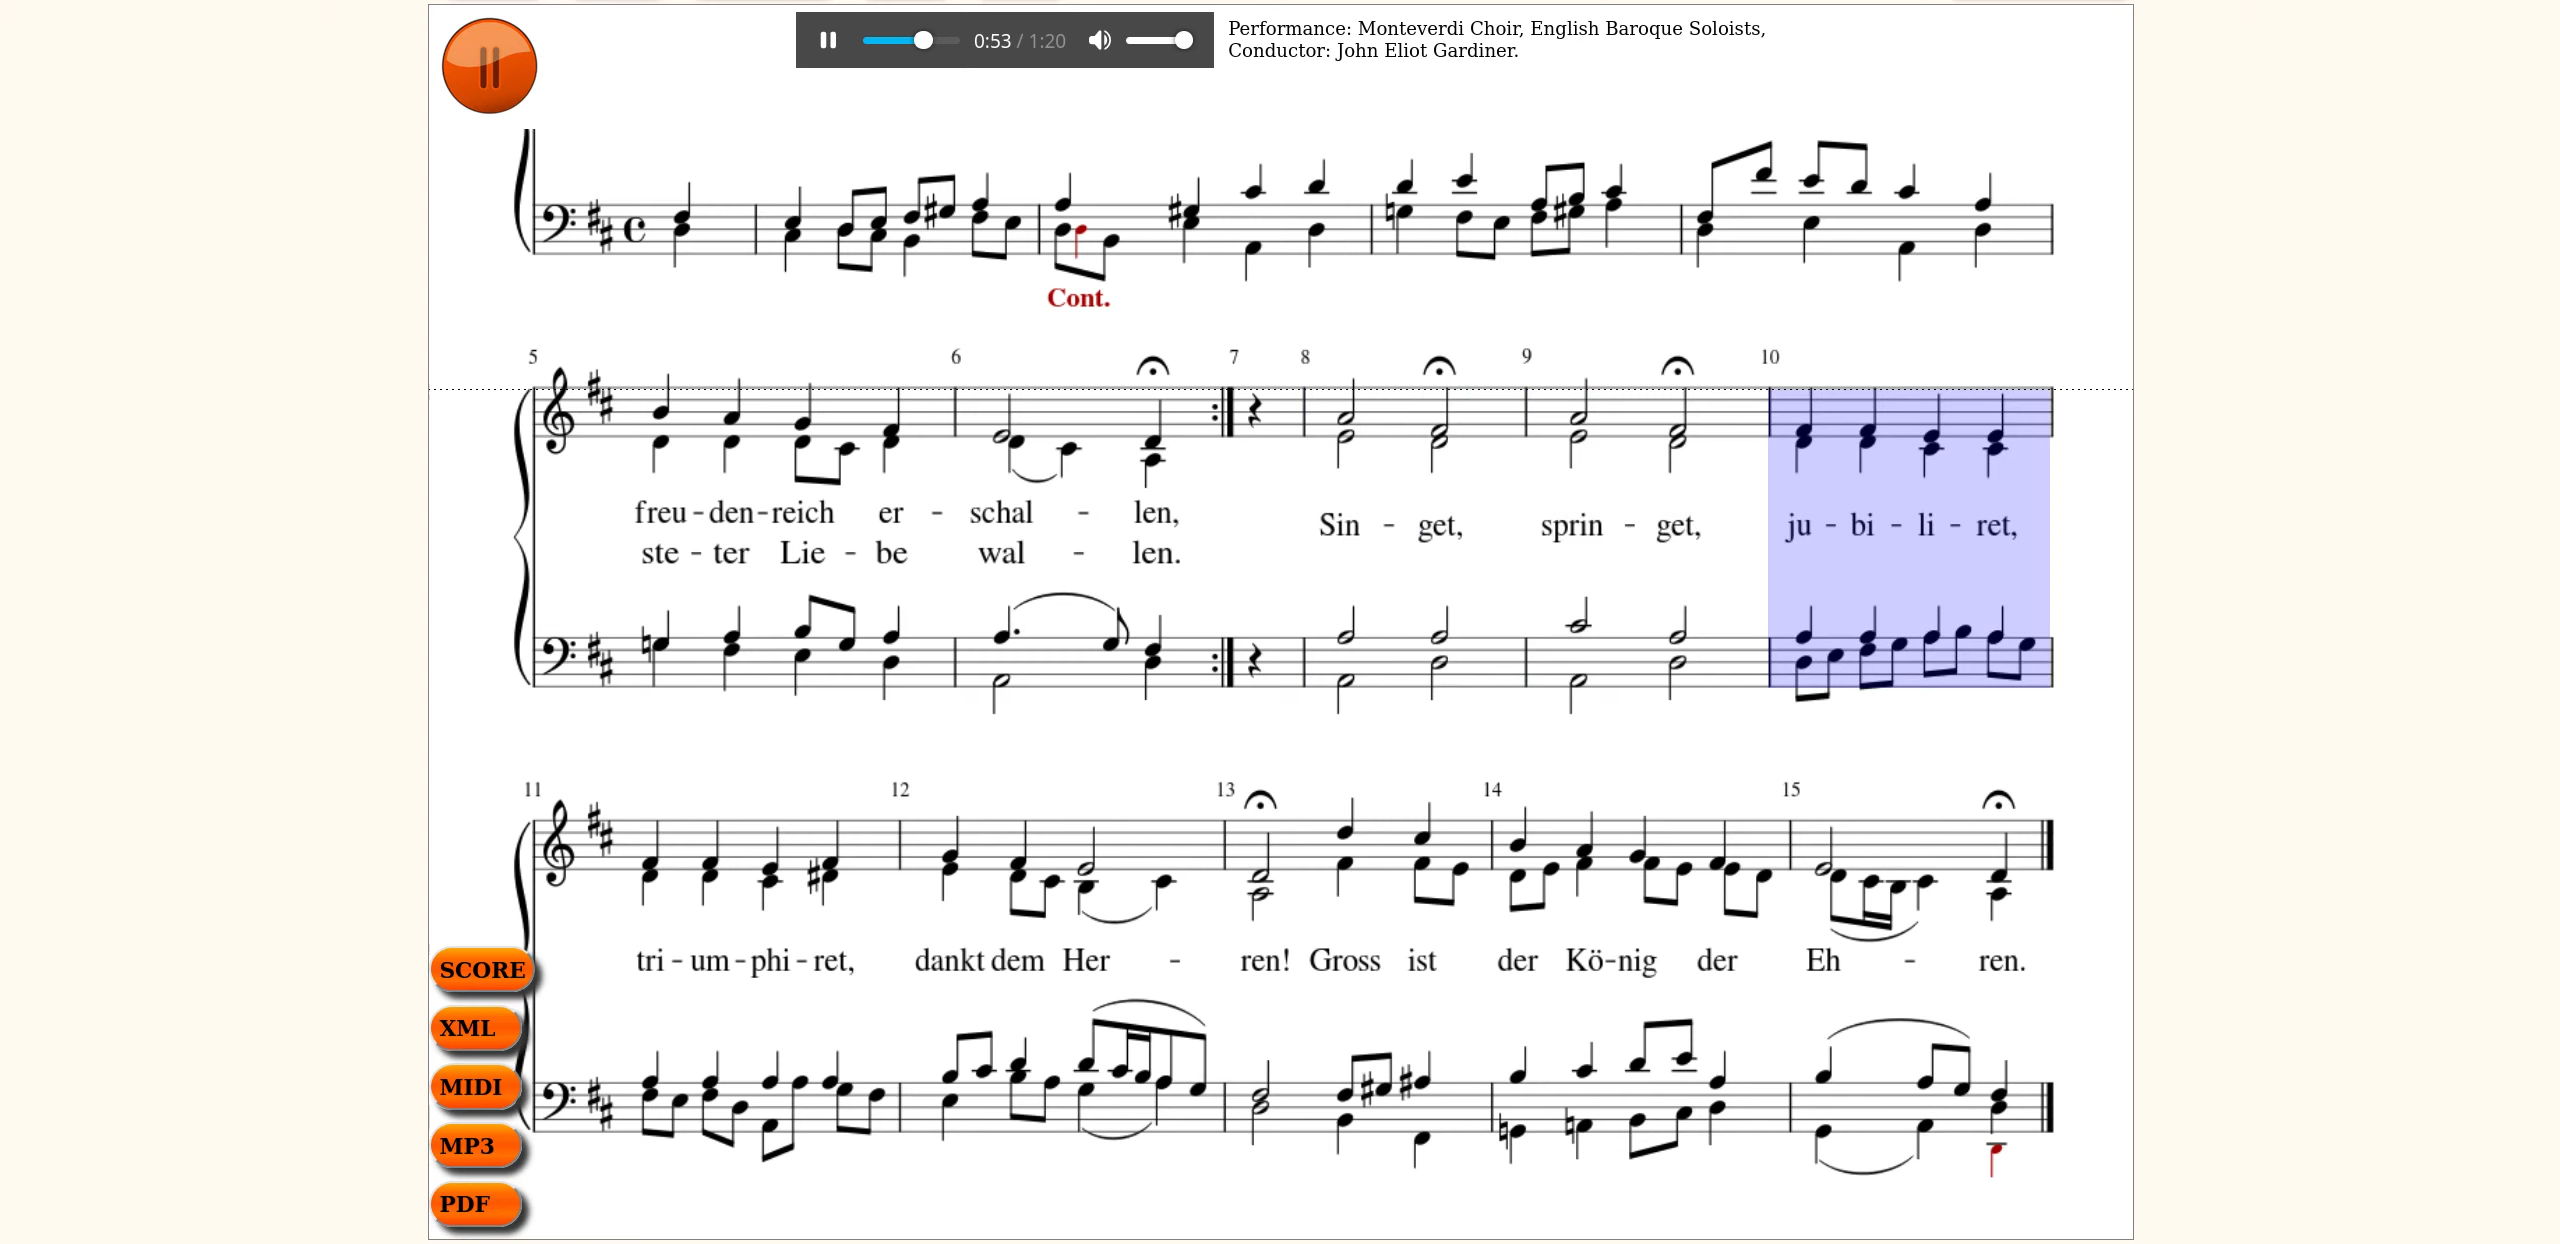 0:53 / 1:20
Performance: Monteverdi Choir, English Baroque Soloists,
Conductor: John Eliot Gardiner.
Cont.
5 6 7 8 9 10
freu - den - reich er - schal - len,
Sin - get, sprin - get, ju - bi - li - ret,
ste - ter Lie - be wal - len.
11 12 13 14 15
tri - um - phi - ret, dankt dem Her - ren! Gross ist der Kö - nig der Eh - ren.
SCORE
XML
MIDI
MP3
PDF